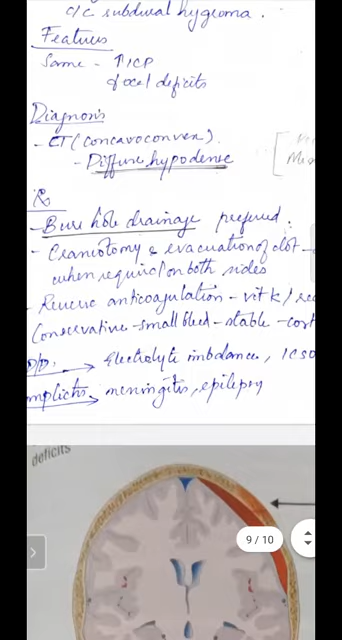 c/c subdural hygroma.
Features
Same - ↑ICP
focal deficits
Diagnosis
- CT (concavoconvex)
- Diffuse hypodense
Rx
- Burr hole drainage preferred.
- Craniotomy & evacuation of clot -
when required on both sides
- Reverse anticoagulation - vit K /
Conservative - small bleed - stable -
D/D. → Electrolyte imbalance, ICSO
mplictns → meningitis, epilepsy
deficits
9 / 10